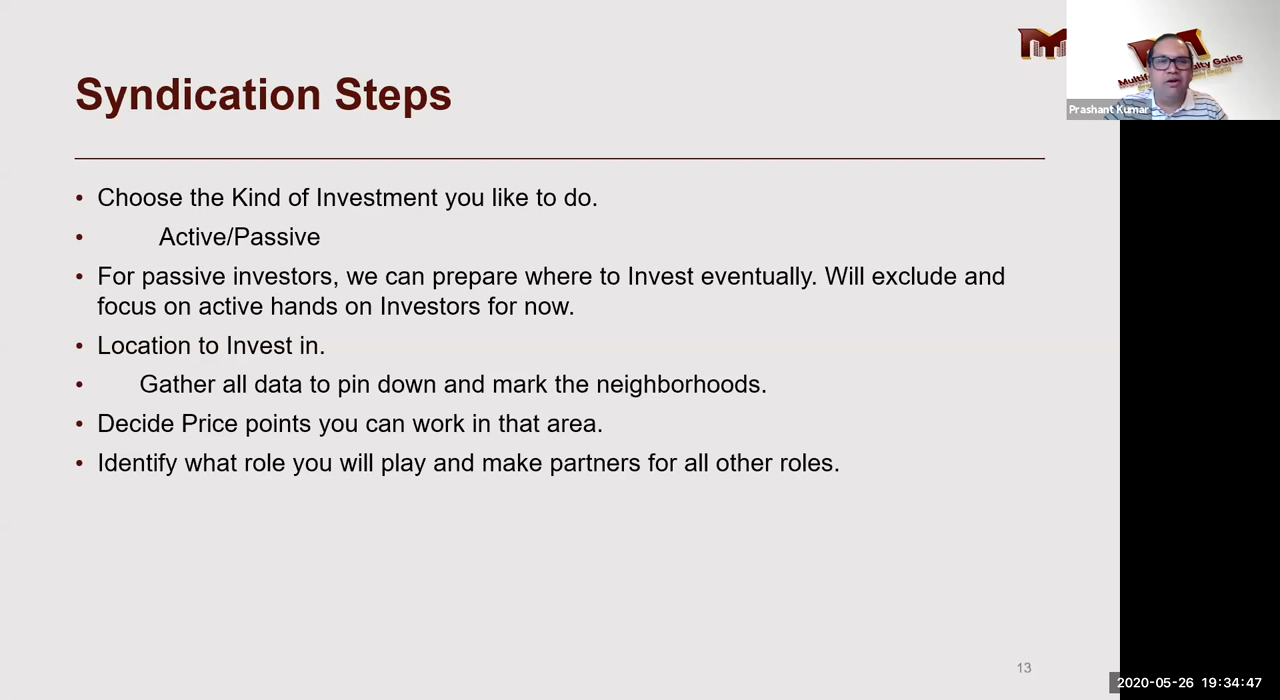 Syndication Steps
• Choose the Kind of Investment you like to do.
• Active/Passive
• For passive investors, we can prepare where to Invest eventually. Will exclude and
focus on active hands on Investors for now.
• Location to Invest in.
• Gather all data to pin down and mark the neighborhoods.
• Decide Price points you can work in that area.
• Identify what role you will play and make partners for all other roles.
13
Prashant Kumar
2020-05-26 19:34:47